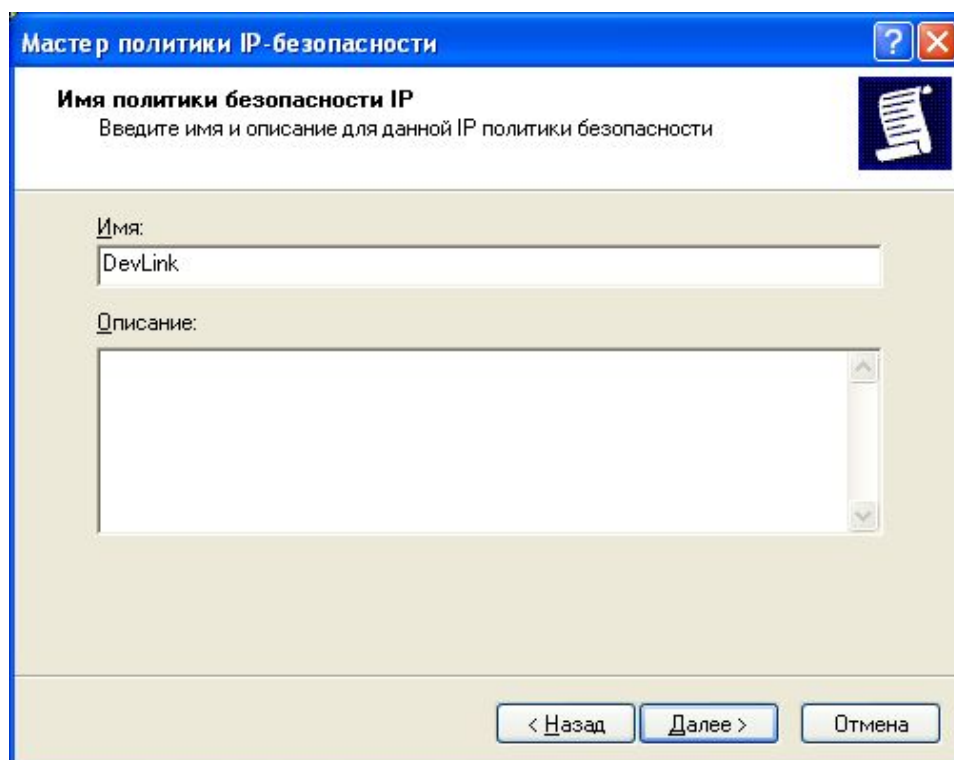 Мастер политики IP-безопасности
Имя политики безопасности IP
Введите имя и описание для данной IP политики безопасности
Имя:
DevLink
Описание:
< Назад Далее > Отмена